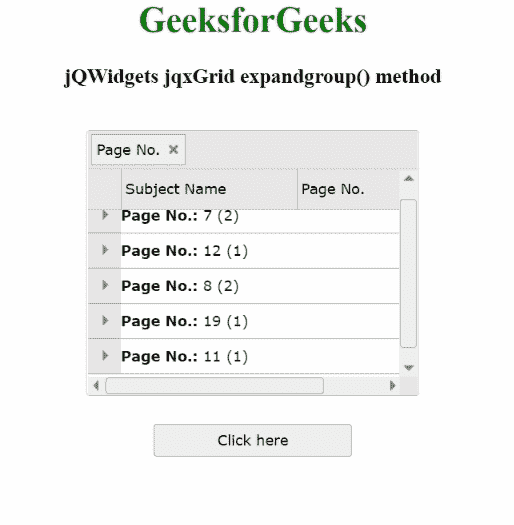 GeeksforGeeks
jQWidgets jqxGrid expandgroup() method
Page No.
Subject Name Page No.
Page No.: 7 (2)
Page No.: 12 (1)
Page No.: 8 (2)
Page No.: 19 (1)
Page No.: 11 (1)
Click here